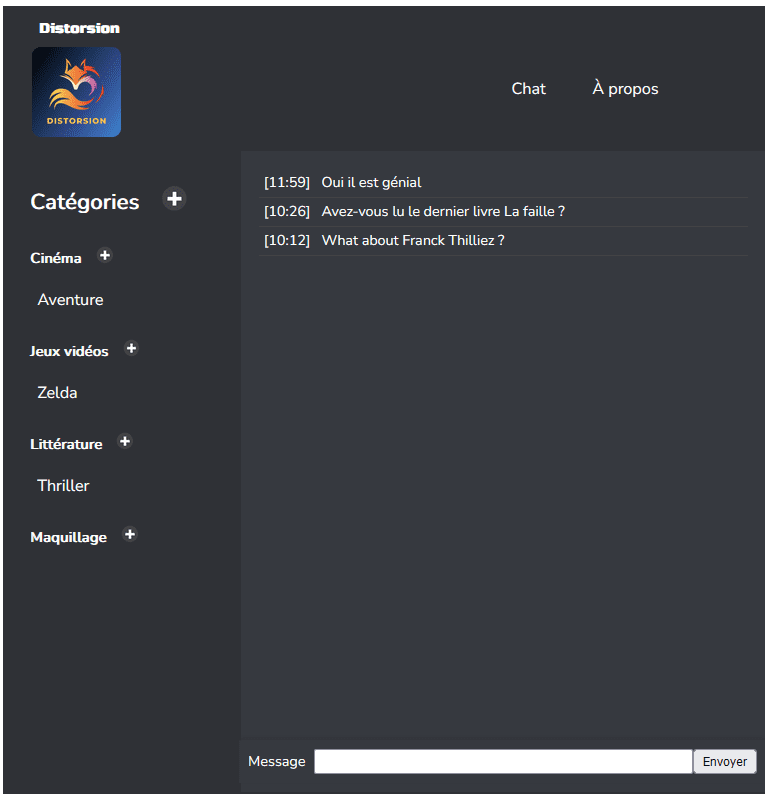 Distorsion
DISTORSION
Chat À propos
Catégories
Cinéma
Aventure
Jeux vidéos
Zelda
Littérature
Thriller
Maquillage
[11:59] Oui il est génial
[10:26] Avez-vous lu le dernier livre La faille ?
[10:12] What about Franck Thilliez ?
Message Envoyer